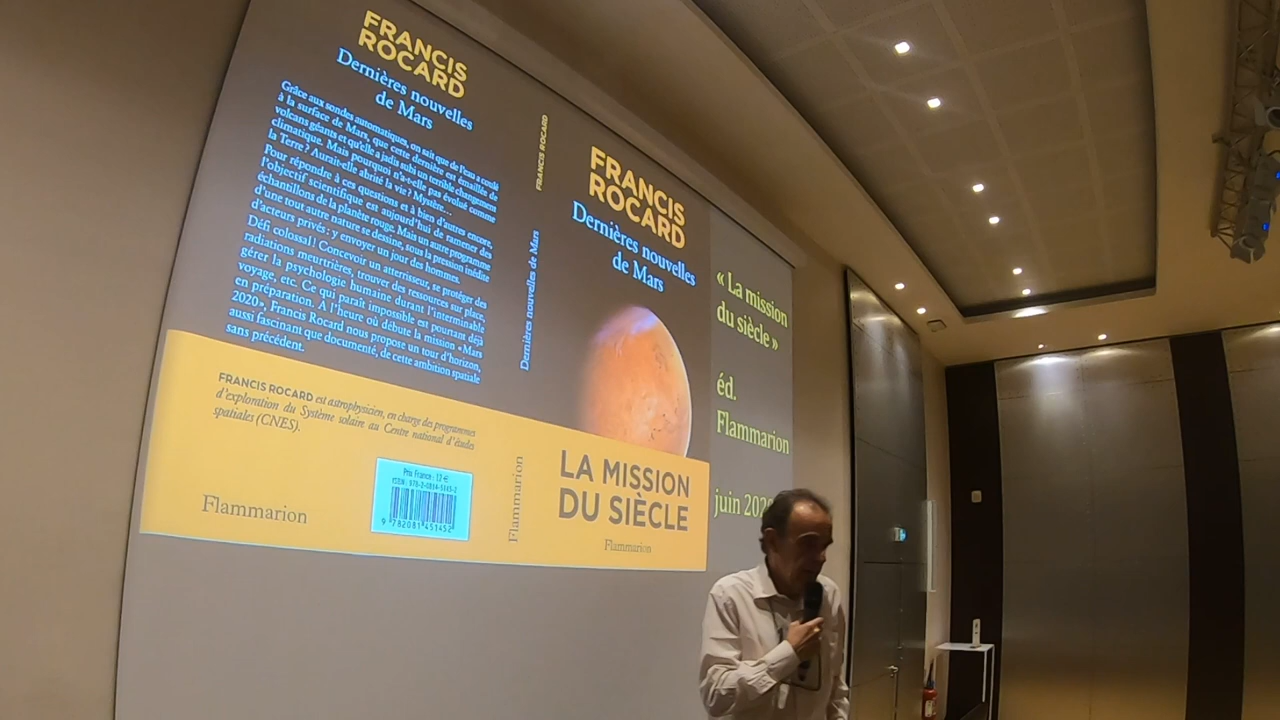 FRANCIS
ROCARD
Dernières nouvelles
de Mars
Grâce aux sondes automatiques, on sait que de l'eau a coulé
à la surface de Mars, que cette dernière est émaillée de
volcans géants et qu'elle a jadis subi un terrible changement
climatique. Mais pourquoi n'a-t-elle pas évolué comme
la Terre ? Aurait-elle abrité la vie ? Mystère...
Pour répondre à ces questions et à bien d'autres encore,
l'objectif scientifique est aujourd'hui de ramener des
échantillons de la planète rouge. Mais un autre programme
d'une tout autre nature se dessine, sous la pression inédite
d'acteurs privés : y envoyer un jour des hommes.
Défi colossal ! Concevoir un atterrisseur, se protéger des
radiations meurtrières, trouver des ressources sur place,
gérer la psychologie humaine durant l'interminable
voyage, etc. Ce qui paraît impossible est pourtant déjà
en préparation. À l'heure où débute la mission « Mars
2020 », Francis Rocard nous propose un tour d'horizon,
aussi fascinant que documenté, de cette ambition spatiale
sans précédent.
FRANCIS ROCARD est astrophysicien, en charge des programmes
d'exploration du Système solaire au Centre national d'études
spatiales (CNES).
Flammarion
Prix France : 12 €
9 782081 451452
FRANCIS ROCARD
Dernières nouvelles de Mars
Flammarion
FRANCIS
ROCARD
Dernières nouvelles
de Mars
LA MISSION
DU SIÈCLE
Flammarion
« La mission
du siècle »
éd.
Flammarion
juin